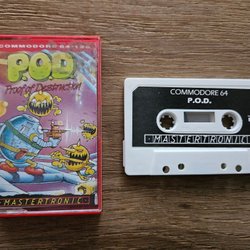 COMMODORE 64·128
P.O.D.
Proof of Destruction
·MASTERTRONIC·
COMMODORE 64
P.O.D.
MASTERTRONIC